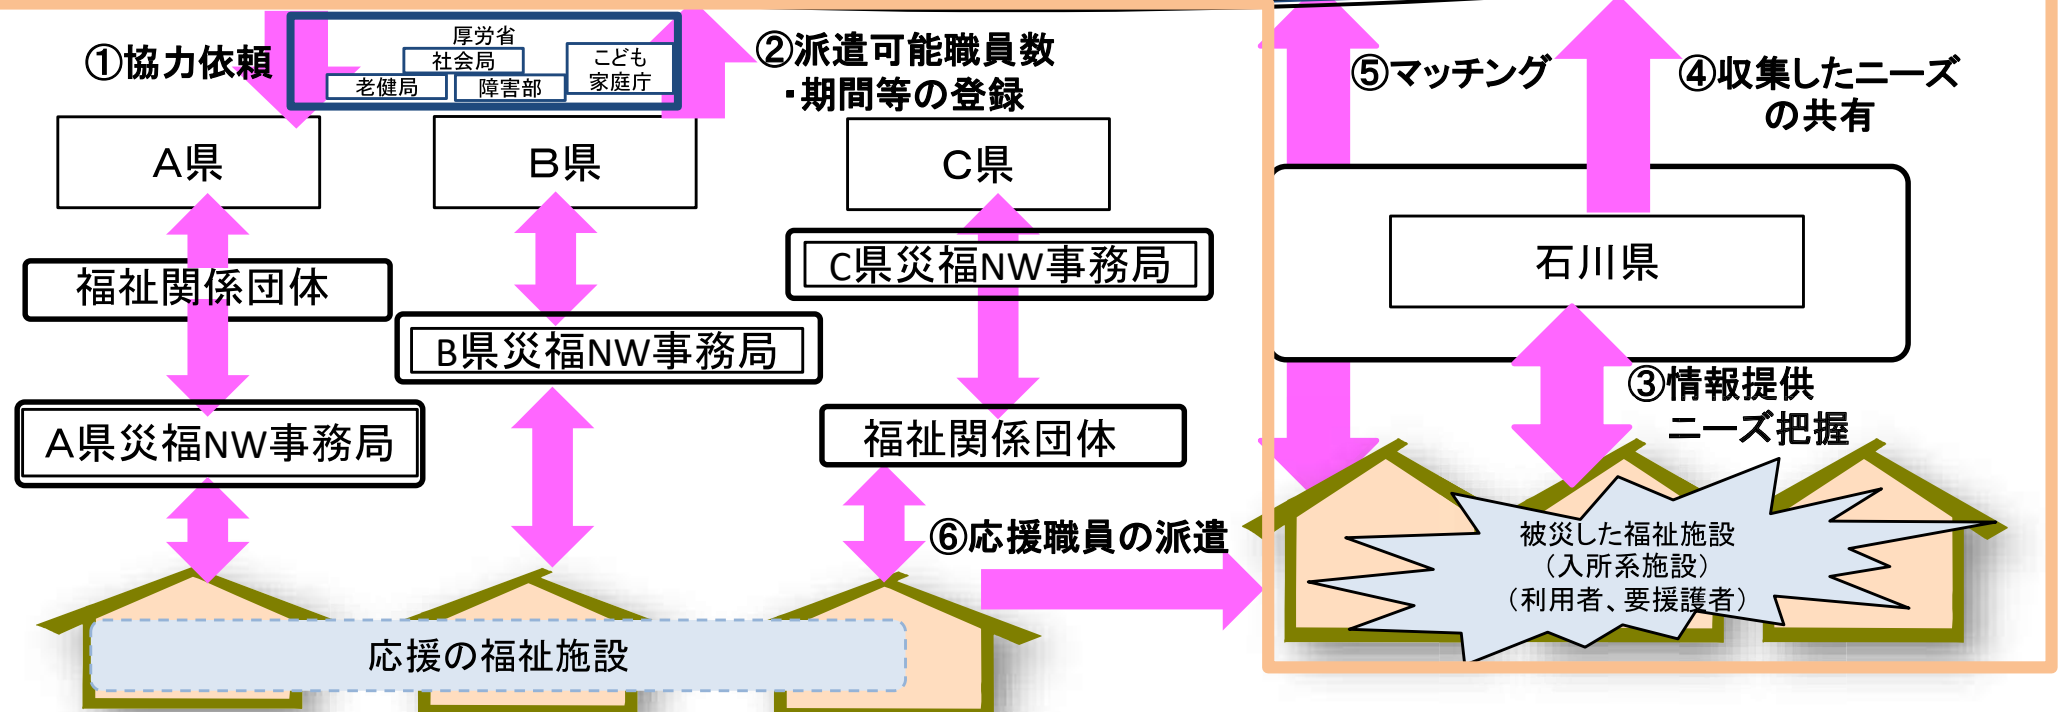 ①協力依頼
厚労省
社会局
老健局
障害部
こども
家庭庁
②派遣可能職員数
・期間等の登録
⑤マッチング
④収集したニーズ
の共有
A県
B県
C県
福祉関係団体
C県災福NW事務局
石川県
B県災福NW事務局
③情報提供
ニーズ把握
A県災福NW事務局
福祉関係団体
⑥応援職員の派遣
被災した福祉施設
（入所系施設）
（利用者、要援護者）
応援の福祉施設